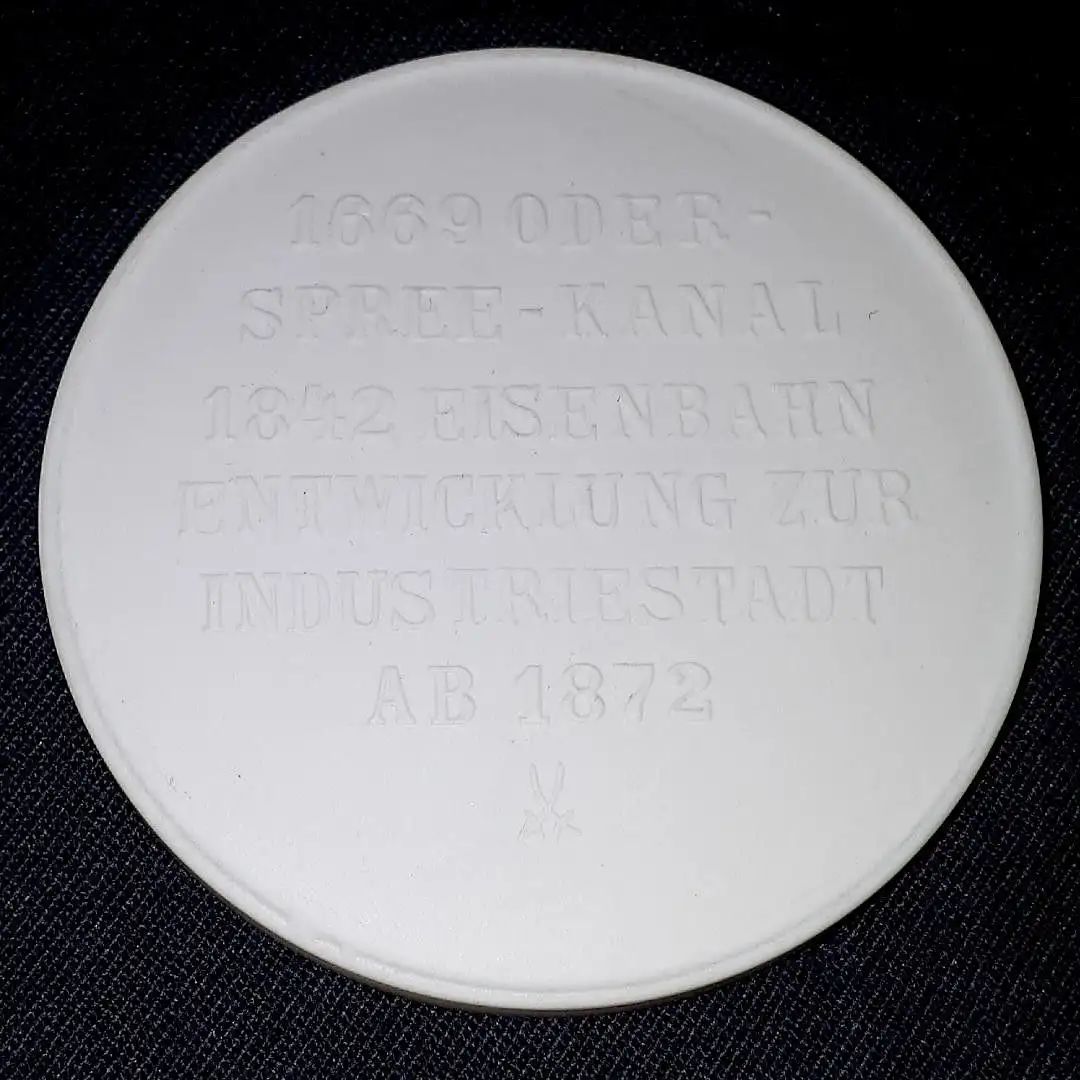 1669 ODER-
SPREE-KANAL
1842 EISENBAHN
ENTWICKLUNG ZUR
INDUSTRIESTADT
AB 1872